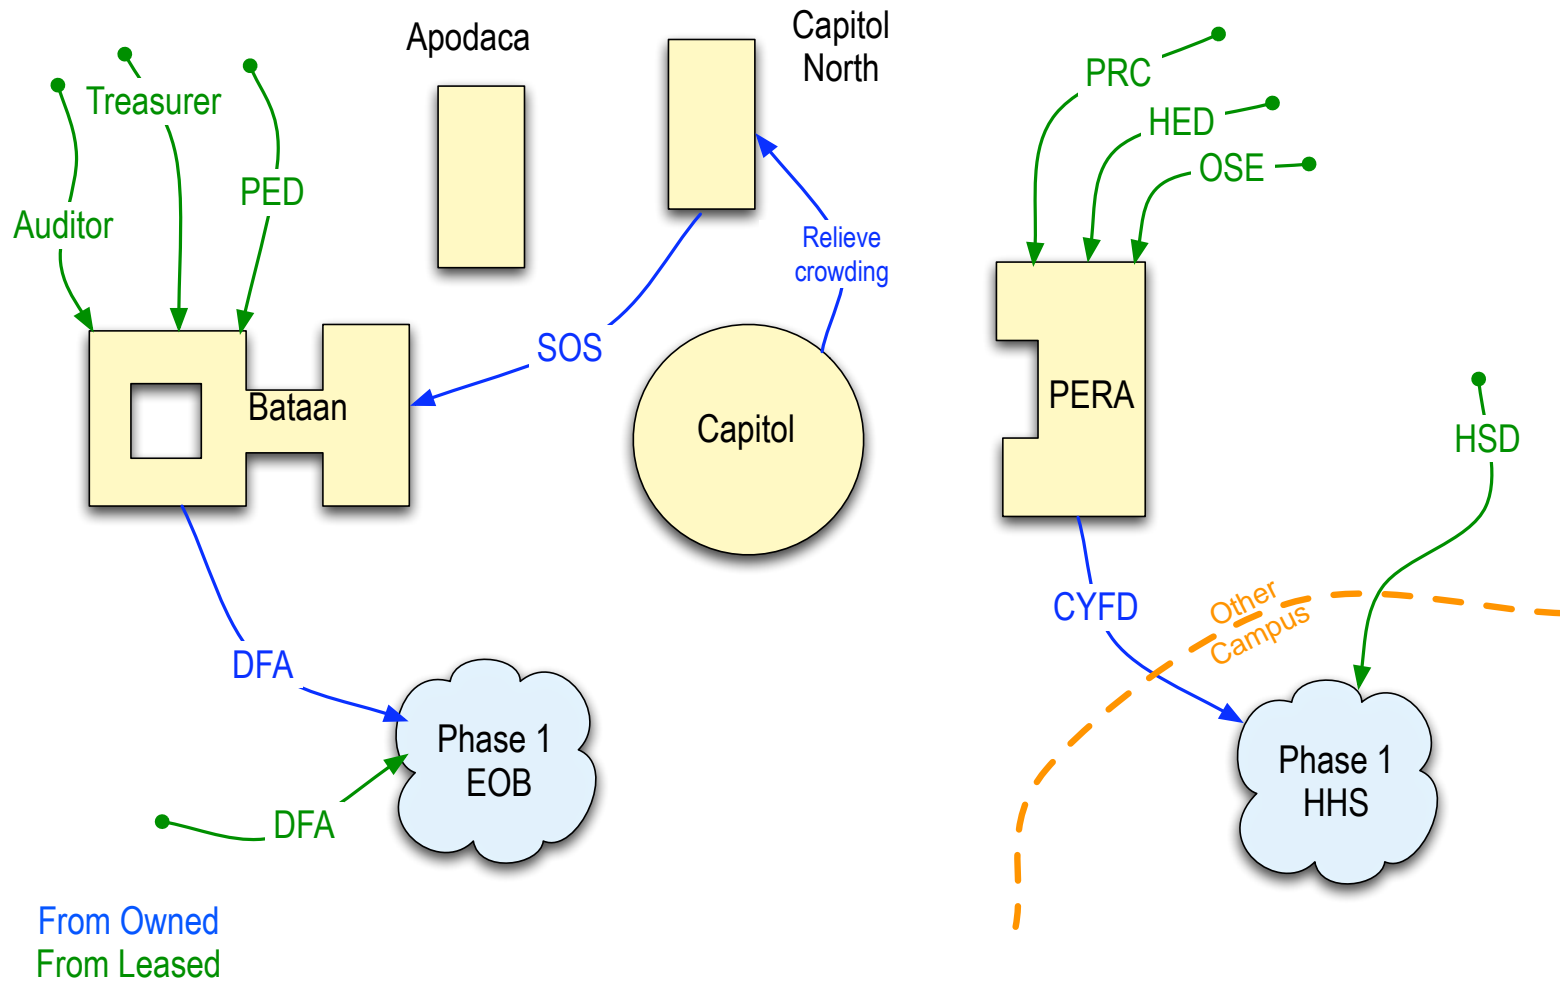 Apodaca
Capitol
North
Treasurer
PED
Auditor
PRC
HED
OSE
Relieve
crowding
SOS
Bataan
Capitol
PERA
HSD
CYFD
Other
Campus
DFA
Phase 1
EOB
DFA
Phase 1
HHS
From Owned
From Leased